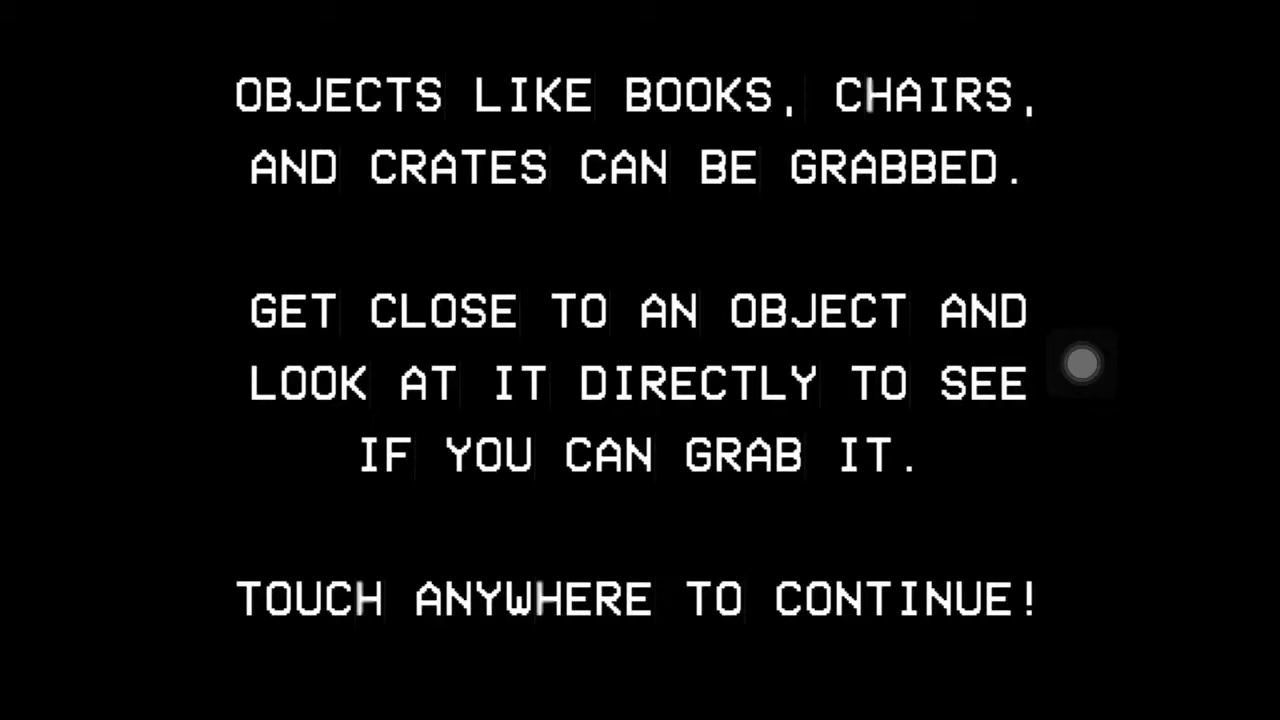 OBJECTS LIKE BOOKS, CHAIRS,
AND CRATES CAN BE GRABBED.
GET CLOSE TO AN OBJECT AND
LOOK AT IT DIRECTLY TO SEE
IF YOU CAN GRAB IT.
TOUCH ANYWHERE TO CONTINUE!